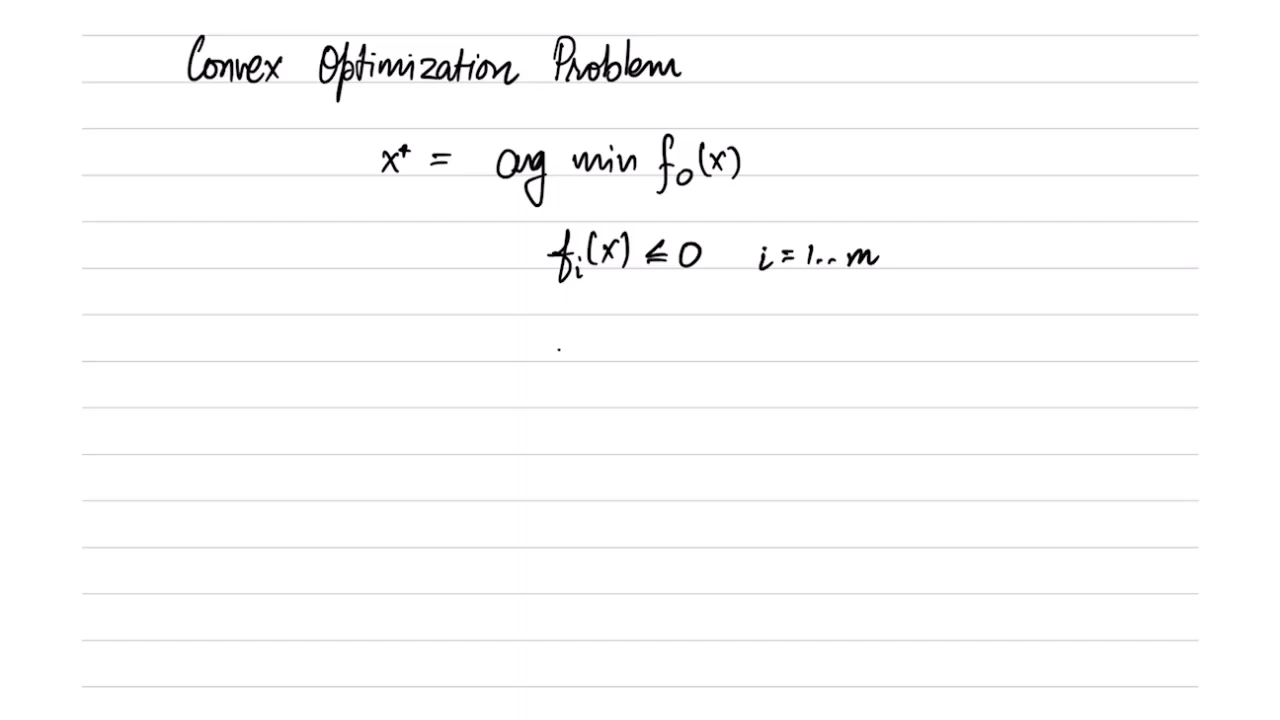 Convex Optimization Problem
x* = arg min f₀(x)
fᵢ(x) ≤ 0 i = 1.. m